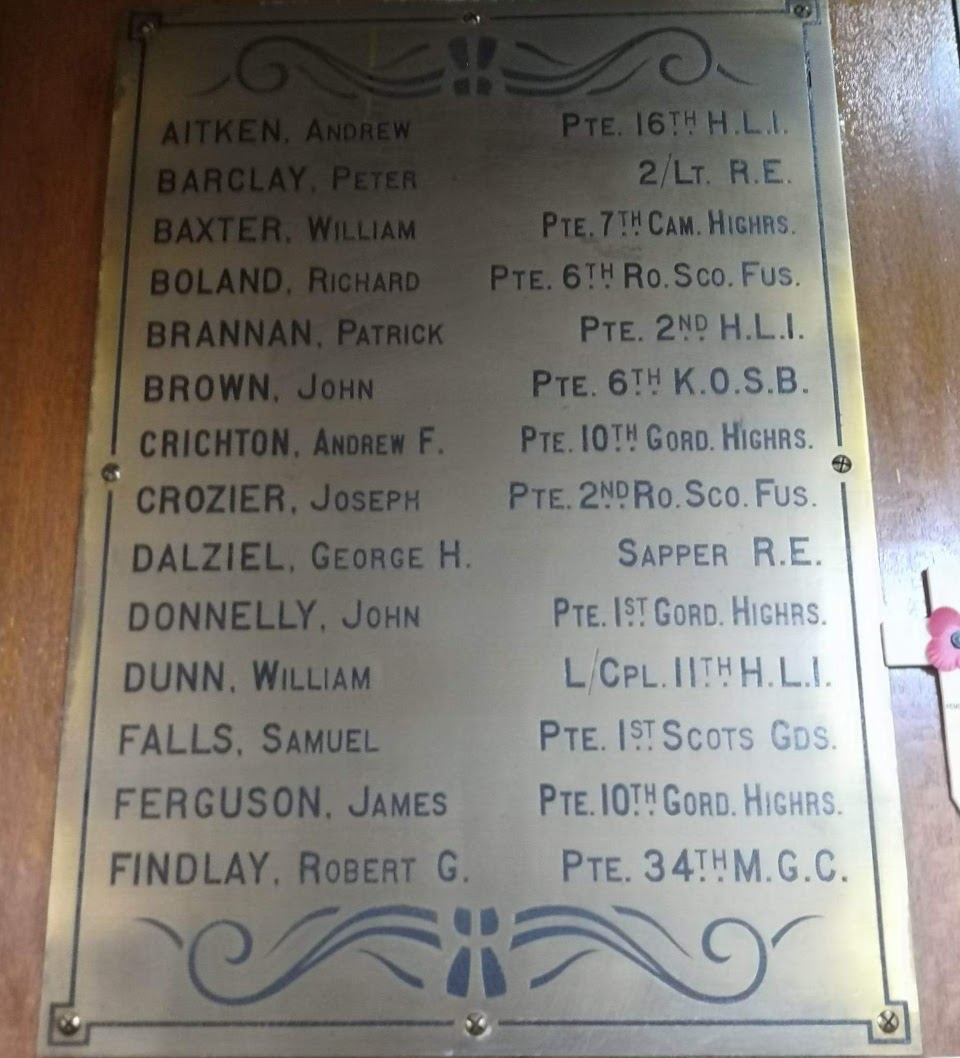 AITKEN, ANDREW PTE. 16TH H.L.I.
BARCLAY, PETER 2/LT. R.E.
BAXTER, WILLIAM PTE. 7TH CAM. HIGHRS.
BOLAND, RICHARD PTE. 6TH RO. SCO. FUS.
BRANNAN, PATRICK PTE. 2ND H.L.I.
BROWN, JOHN PTE. 6TH K.O.S.B.
CRICHTON, ANDREW F. PTE. 10TH GORD. HIGHRS.
CROZIER, JOSEPH PTE. 2ND RO. SCO. FUS.
DALZIEL, GEORGE H. SAPPER R.E.
DONNELLY, JOHN PTE. 1ST GORD. HIGHRS.
DUNN, WILLIAM L/CPL. 11TH H.L.I.
FALLS, SAMUEL PTE. 1ST SCOTS GDS.
FERGUSON, JAMES PTE. 10TH GORD. HIGHRS.
FINDLAY, ROBERT G. PTE. 34TH M.G.C.